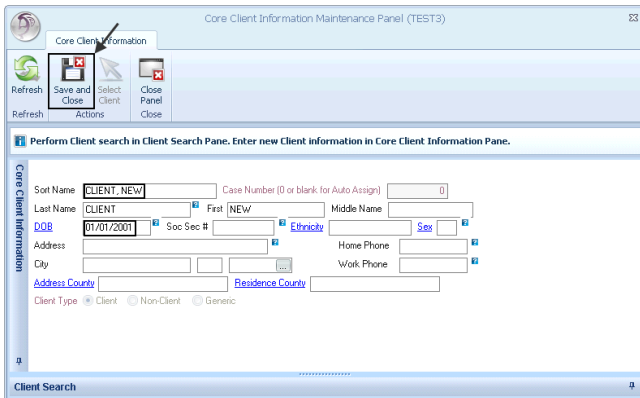 Core Client Information Maintenance Panel (TEST3)
Core Client Information
Refresh
Save and Close
Select Client
Close Panel
Refresh
Actions
Close
Perform Client search in Client Search Pane. Enter new Client information in Core Client Information Pane.
Core Client Information
Sort Name CLIENT, NEW Case Number (0 or blank for Auto Assign) 0
Last Name CLIENT First NEW Middle Name
DOB 01/01/2001 Soc Sec # Ethnicity Sex
Address Home Phone
City ... Work Phone
Address County Residence County
Client Type Client Non-Client Generic
Client Search